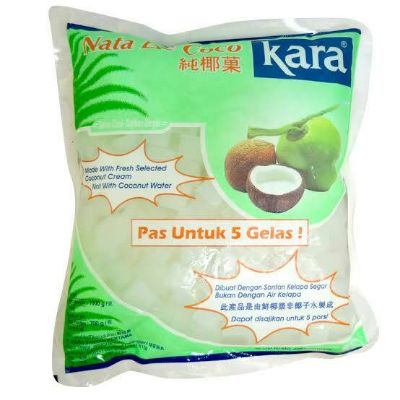 Nata De Coco
純椰菓
Kara®
Made With Fresh Selected
Coconut Cream
Not With Coconut Water
Pas Untuk 5 Gelas !
Dibuat Dengan Santan Kelapa Segar
Bukan Dengan Air Kelapa
此產品是由鮮椰漿非椰子水製成
Dapat disajikan untuk 5 porsi